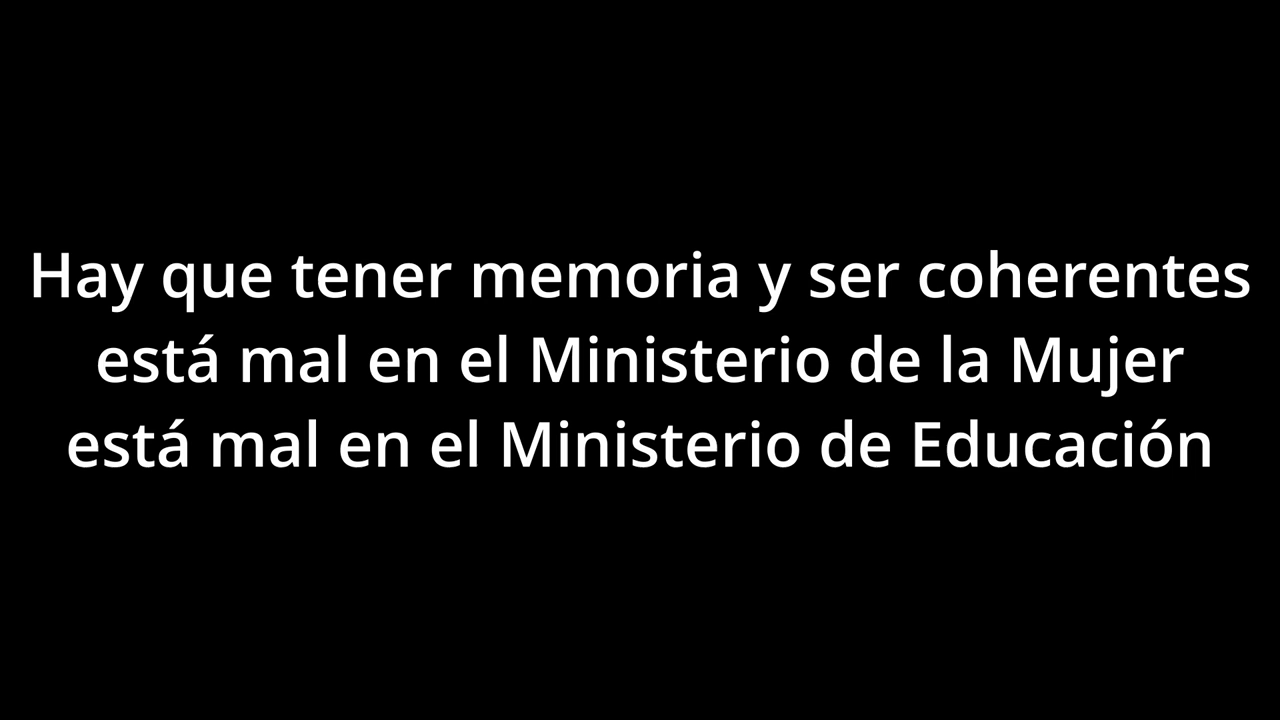 Hay que tener memoria y ser coherentes
está mal en el Ministerio de la Mujer
está mal en el Ministerio de Educación